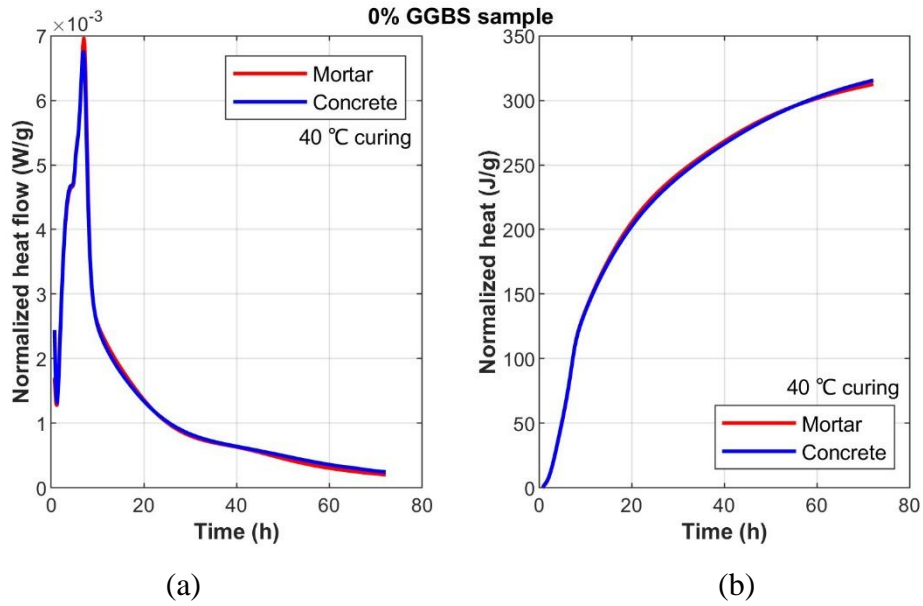 0% GGBS sample
×10⁻³
7
6
5
4
3
2
1
0
Normalized heat flow (W/g)
Mortar
Concrete
40 ℃ curing
0 20 40 60 80
Time (h)
(a)
350
300
250
200
150
100
50
0
Normalized heat (J/g)
40 ℃ curing
Mortar
Concrete
0 20 40 60 80
Time (h)
(b)